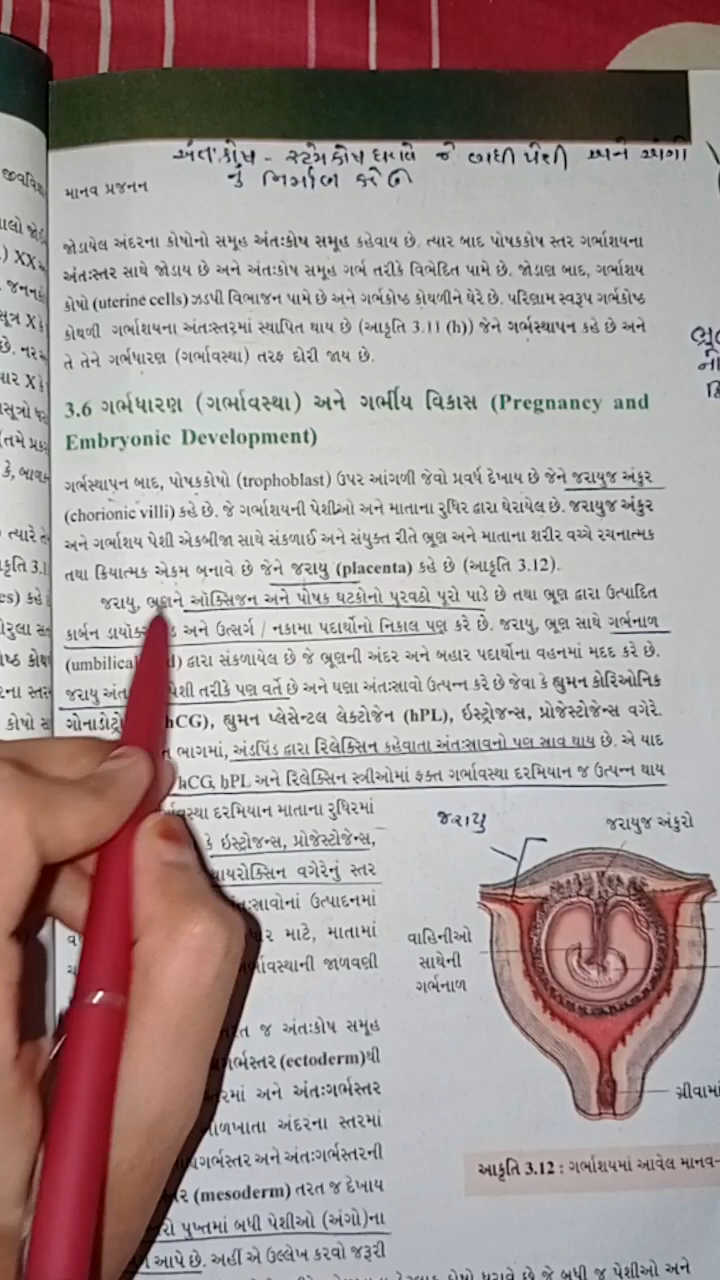 અંતઃકોષ - સ્ટેમકોષ ધરાવે જે બધી પેશી અને અંગો
નું નિર્માણ કરે
માનવ પ્રજનન
જોડાયેલ અંદરના કોષોનો સમૂહ અંતઃકોષ સમૂહ કહેવાય છે. ત્યાર બાદ પોષકકોષ સ્તર ગર્ભાશયના
અંતઃસ્તર સાથે જોડાય છે અને અંતઃકોષ સમૂહ ગર્ભ તરીકે વિભેદિત પામે છે. જોડાણ બાદ, ગર્ભાશય
કોષો (uterine cells) ઝડપી વિભાજન પામે છે અને ગર્ભકોષ્ઠ કોથળીને ઘેરે છે. પરિણામ સ્વરૂપ ગર્ભકોષ્ઠ
કોથળી ગર્ભાશયના અંતઃસ્તરમાં સ્થાપિત થાય છે (આકૃતિ 3.11 (h)) જેને ગર્ભસ્થાપન કહે છે અને
તે તેને ગર્ભધારણ (ગર્ભાવસ્થા) તરફ દોરી જાય છે.
3.6 ગર્ભધારણ (ગર્ભાવસ્થા) અને ગર્ભીય વિકાસ (Pregnancy and
Embryonic Development)
ગર્ભસ્થાપન બાદ, પોષકકોષો (trophoblast) ઉપર આંગળી જેવો પ્રવર્ધ દેખાય છે જેને જરાયુજ અંકુર
(chorionic villi) કહે છે. જે ગર્ભાશયની પેશીઓ અને માતાના રુધિર દ્વારા ઘેરાયેલ છે. જરાયુજ અંકુર
અને ગર્ભાશય પેશી એકબીજા સાથે સંકળાઈ અને સંયુક્ત રીતે ભ્રૂણ અને માતાના શરીર વચ્ચે રચનાત્મક
તથા ક્રિયાત્મક એકમ બનાવે છે જેને જરાયુ (placenta) કહે છે (આકૃતિ 3.12).
જરાયુ, ભ્રૂણને ઑક્સિજન અને પોષક ઘટકોનો પુરવઠો પૂરો પાડે છે તથા ભ્રૂણ દ્વારા ઉત્પાદિત
કાર્બન ડાયૉક્ અને ઉત્સર્ગ / નકામા પદાર્થોનો નિકાલ પણ કરે છે. જરાયુ, ભ્રૂણ સાથે ગર્ભનાળ
(umbilical d) દ્વારા સંકળાયેલ છે જે ભ્રૂણની અંદર અને બહાર પદાર્થોના વહનમાં મદદ કરે છે.
જરાયુ અંત પેશી તરીકે પણ વર્તે છે અને ઘણા અંતઃસ્રાવો ઉત્પન્ન કરે છે જેવા કે હ્યુમન કોરિઓનિક
ગોનાડોટ્રો hCG), હ્યુમન પ્લેસેન્ટલ લેક્ટોજેન (hPL), ઇસ્ટ્રોજન્સ, પ્રોજેસ્ટોજેન્સ વગેરે.
ભાગમાં, અંડપિંડ દ્વારા રિલેક્સિન કહેવાતા અંતઃસ્રાવનો પણ સ્રાવ થાય છે. એ યાદ
hCG, hPL અને રિલેક્સિન સ્ત્રીઓમાં ફક્ત ગર્ભાવસ્થા દરમિયાન જ ઉત્પન્ન થાય
ર્ભાવસ્થા દરમિયાન માતાના રુધિરમાં
કે ઇસ્ટ્રોજન્સ, પ્રોજેસ્ટોજેન્સ,
થાયરોક્સિન વગેરેનું સ્તર
તઃસ્રાવોનાં ઉત્પાદનમાં
માટે, માતામાં
ર્ભાવસ્થાની જાળવણી
તરત જ અંતઃકોષ સમૂહ
ગર્ભસ્તર (ectoderm)થી
સ્તરમાં અને અંતઃગર્ભસ્તર
ઓળખાતા અંદરના સ્તરમાં
ગર્ભસ્તર અને અંતઃગર્ભસ્તરની
(mesoderm) તરત જ દેખાય
પુખ્તમાં બધી પેશીઓ (અંગો)ના
આપે છે. અહીં એ ઉલ્લેખ કરવો જરૂરી
કોષો ધરાવે છે જે બધી જ પેશીઓ અને
જરાયુ
જરાયુજ અંકુરો
વાહિનીઓ
સાથેની
ગર્ભનાળ
ગ્રીવામાં
આકૃતિ 3.12 : ગર્ભાશયમાં આવેલ માનવ-